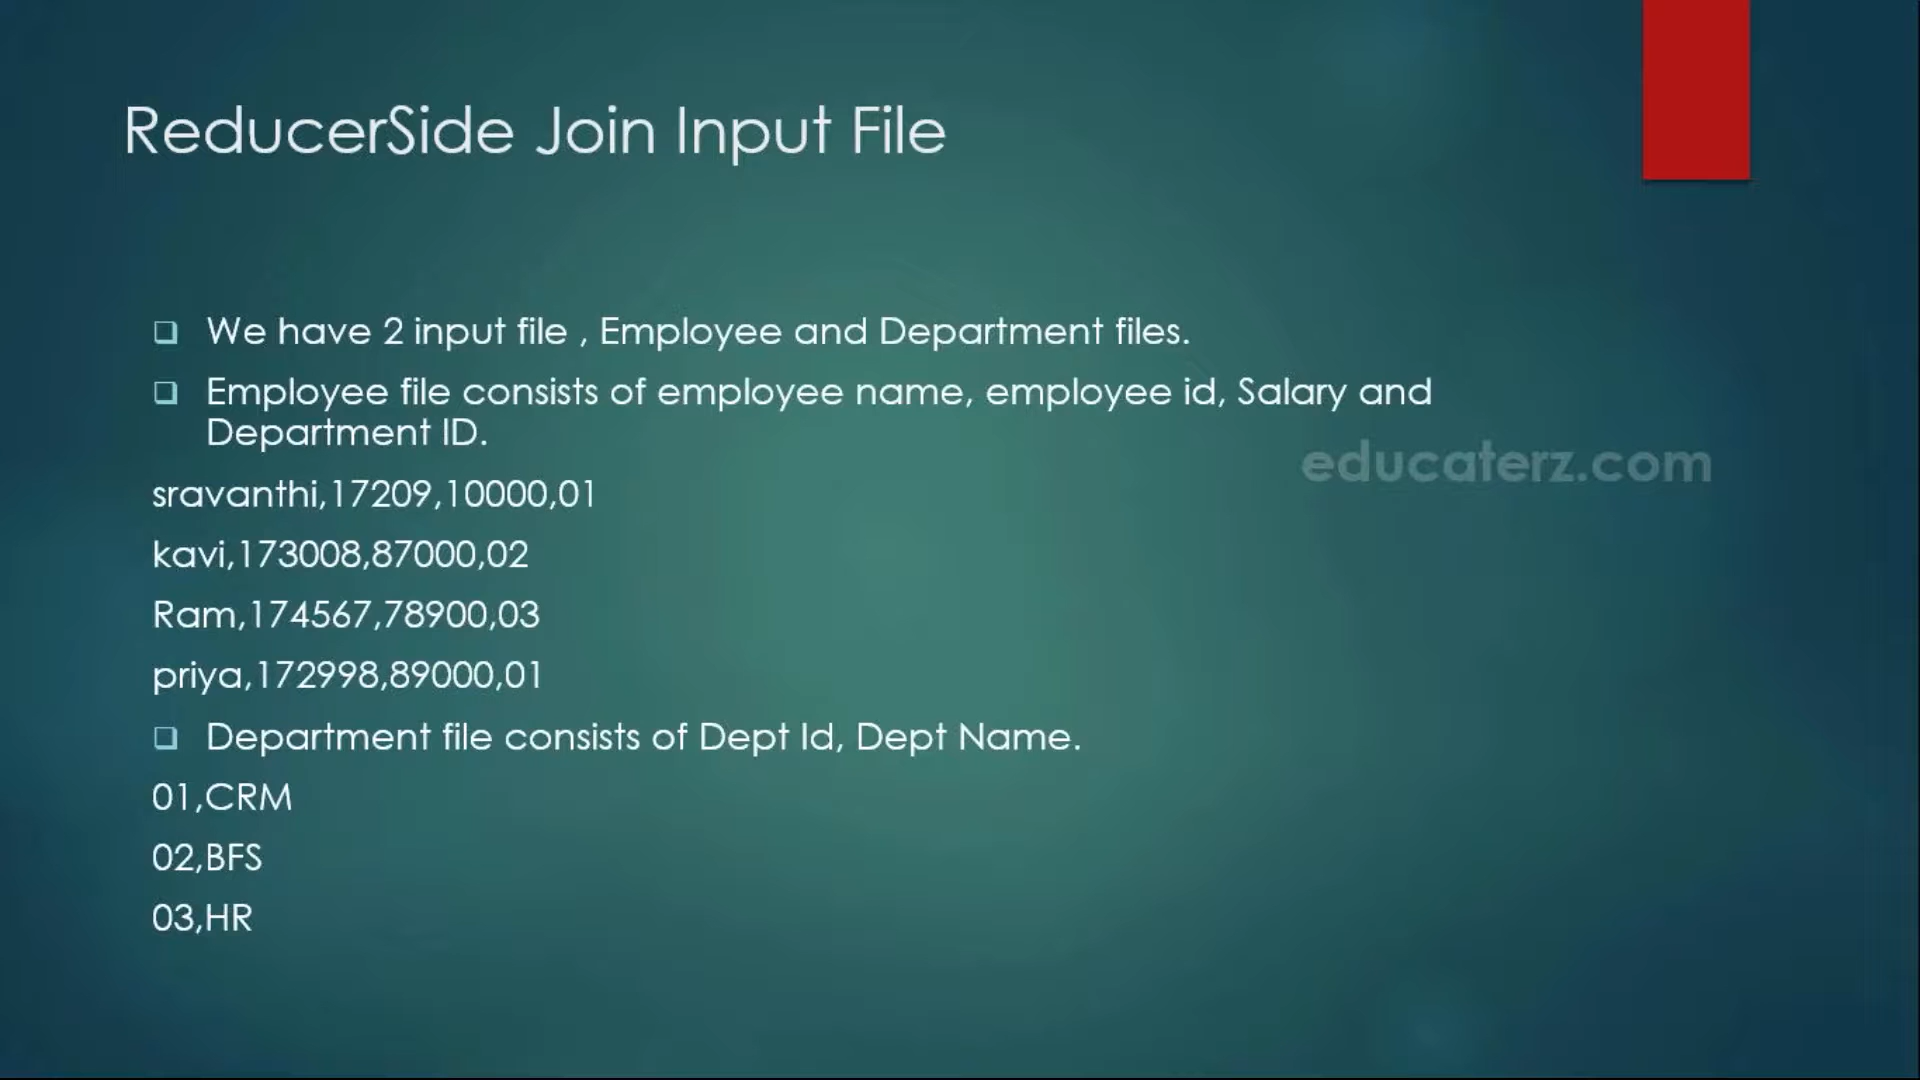 ReducerSide Join Input File
We have 2 input file , Employee and Department files.
Employee file consists of employee name, employee id, Salary and
Department ID.
educaterz.com
sravanthi,17209,10000,01
kavi,173008,87000,02
Ram,174567,78900,03
priya,172998,89000,01
Department file consists of Dept Id, Dept Name.
01,CRM
02,BFS
03,HR